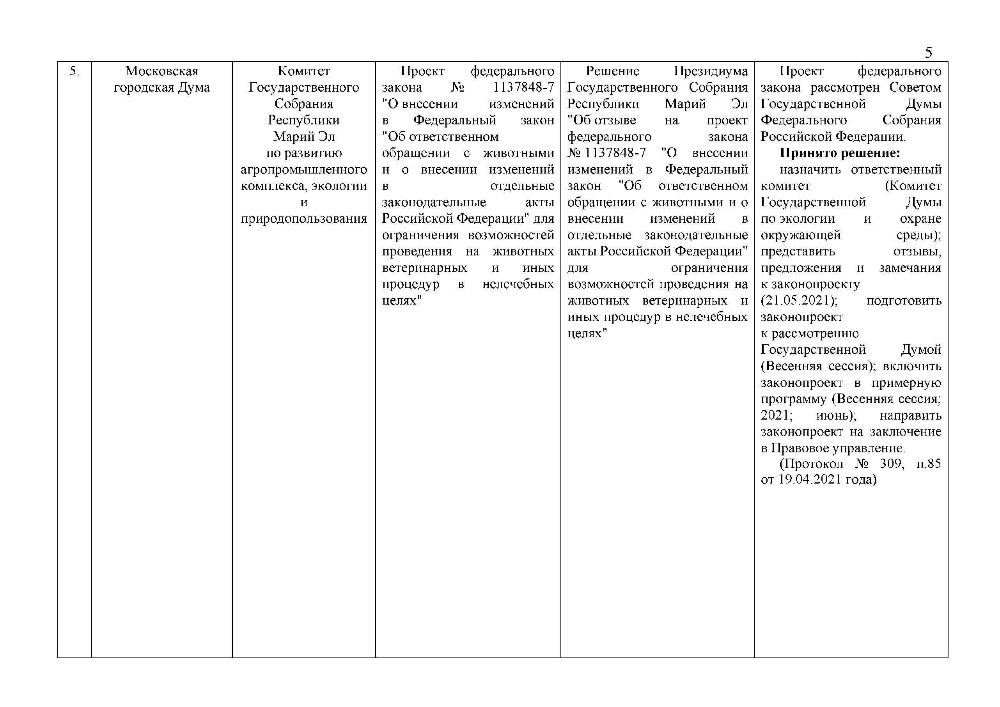 5
5.
Московская
городская Дума
Комитет
Государственного
Собрания
Республики
Марий Эл
по развитию
агропромышленного
комплекса, экологии
и
природопользования
Проект федерального
закона № 1137848-7
"О внесении изменений
в Федеральный закон
"Об ответственном
обращении с животными
и о внесении изменений
в отдельные
законодательные акты
Российской Федерации" для
ограничения возможностей
проведения на животных
ветеринарных и иных
процедур в нелечебных
целях"
Решение Президиума
Государственного Собрания
Республики Марий Эл
"Об отзыве на проект
федерального закона
№ 1137848-7 "О внесении
изменений в Федеральный
закон "Об ответственном
обращении с животными и о
внесении изменений в
отдельные законодательные
акты Российской Федерации"
для ограничения
возможностей проведения на
животных ветеринарных и
иных процедур в нелечебных
целях"
Проект федерального
закона рассмотрен Советом
Государственной Думы
Федерального Собрания
Российской Федерации.
Принято решение:
назначить ответственный
комитет (Комитет
Государственной Думы
по экологии и охране
окружающей среды);
представить отзывы,
предложения и замечания
к законопроекту
(21.05.2021); подготовить
законопроект
к рассмотрению
Государственной Думой
(Весенняя сессия); включить
законопроект в примерную
программу (Весенняя сессия;
2021; июнь); направить
законопроект на заключение
в Правовое управление.
(Протокол № 309, п.85
от 19.04.2021 года)